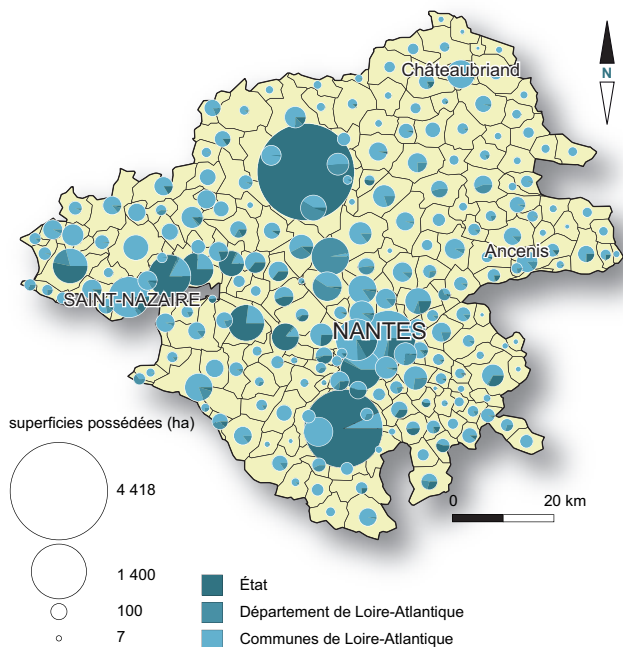 Châteaubriand
N
Ancenis
SAINT-NAZAIRE
NANTES
superficies possédées (ha)
4 418
1 400
100
7
0 20 km
État
Département de Loire-Atlantique
Communes de Loire-Atlantique